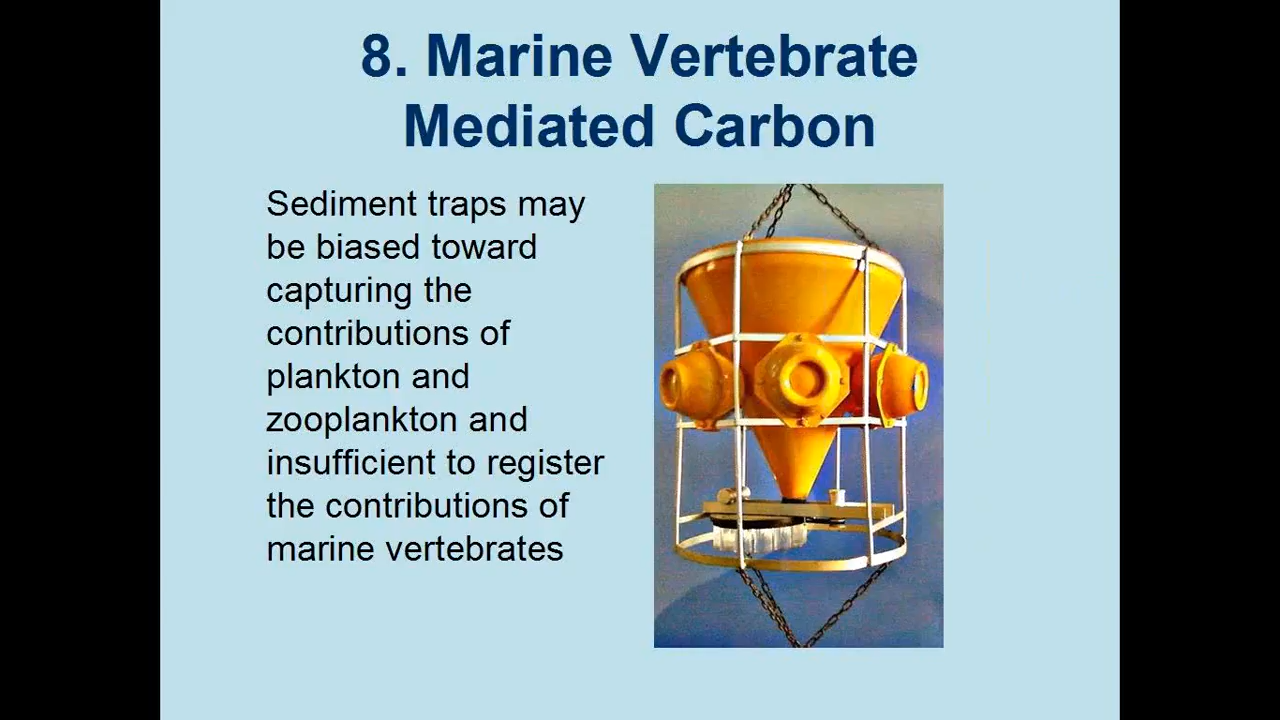 8. Marine Vertebrate
Mediated Carbon
Sediment traps may
be biased toward
capturing the
contributions of
plankton and
zooplankton and
insufficient to register
the contributions of
marine vertebrates